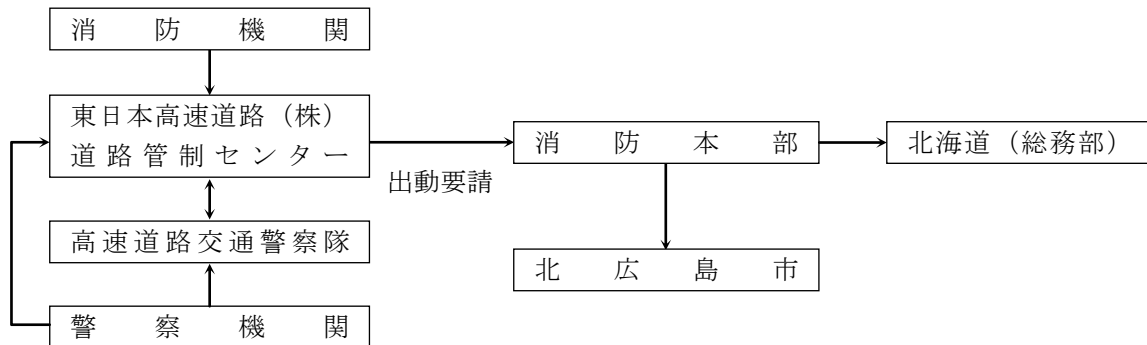 消防機関
東日本高速道路（株）
道路管制センター
出動要請
消防本部
北海道（総務部）
高速道路交通警察隊
北広島市
警察機関